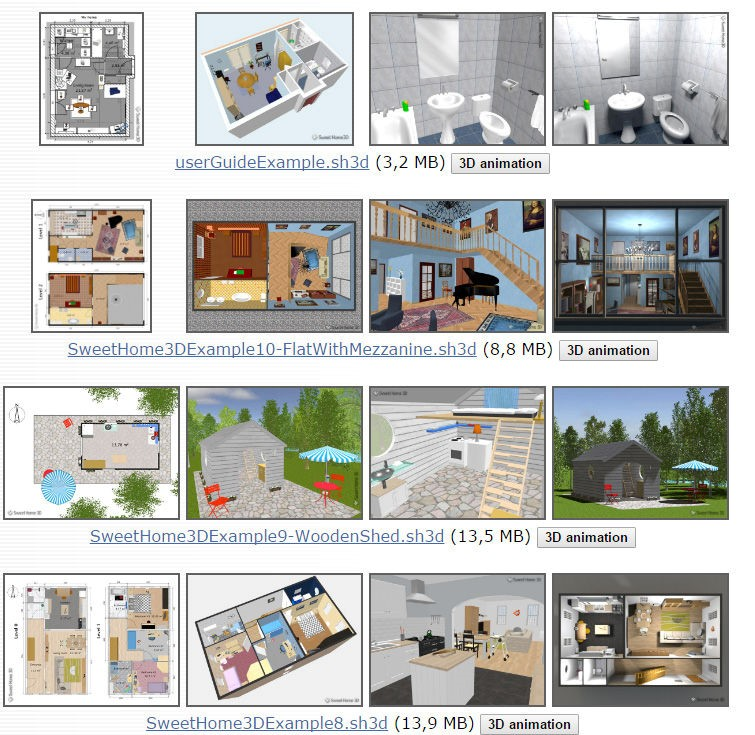 userGuideExample.sh3d (3,2 MB) 3D animation
SweetHome3DExample10-FlatWithMezzanine.sh3d (8,8 MB) 3D animation
SweetHome3DExample9-WoodenShed.sh3d (13,5 MB) 3D animation
SweetHome3DExample8.sh3d (13,9 MB) 3D animation